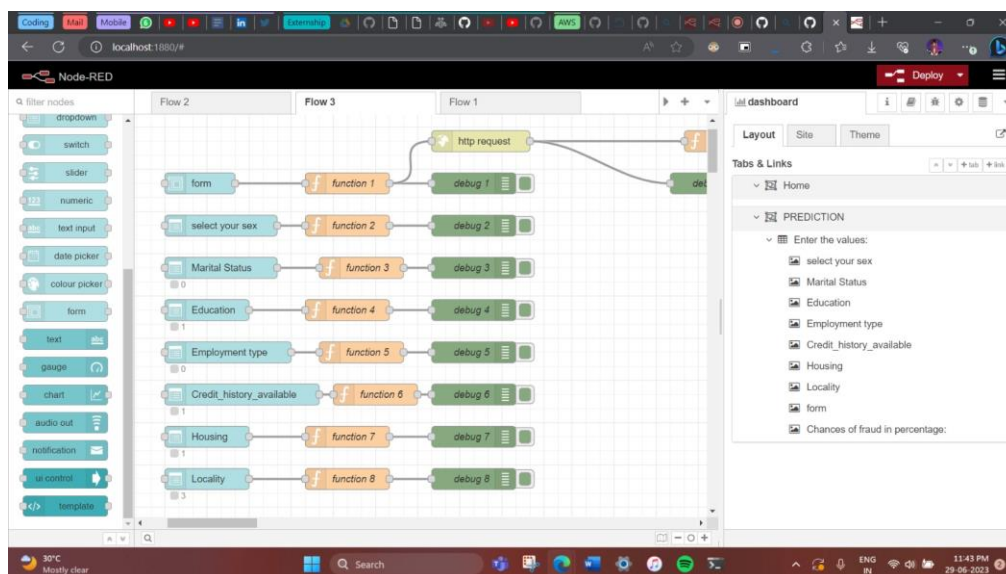 Coding Mail Mobile Externship AWS
localhost:1880/#
Node-RED
Deploy
filter nodes
Flow 2 Flow 3 Flow 1
dashboard
dropdown
switch
slider
numeric
text input
date picker
colour picker
form
text
gauge
chart
audio out
notification
ui control
template
http request
form function 1 debug 1
select your sex function 2 debug 2
Marital Status function 3 debug 3
0
Education function 4 debug 4
1
Employment type function 5 debug 5
0
Credit_history_available function 6 debug 6
1
Housing function 7 debug 7
1
Locality function 8 debug 8
3
Layout Site Theme
Tabs & Links
+ tab + link
Home
PREDICTION
Enter the values:
select your sex
Marital Status
Education
Employment type
Credit_history_available
Housing
Locality
form
Chances of fraud in percentage:
30°C
Mostly clear
Search
ENG
IN
11:43 PM
29-06-2023